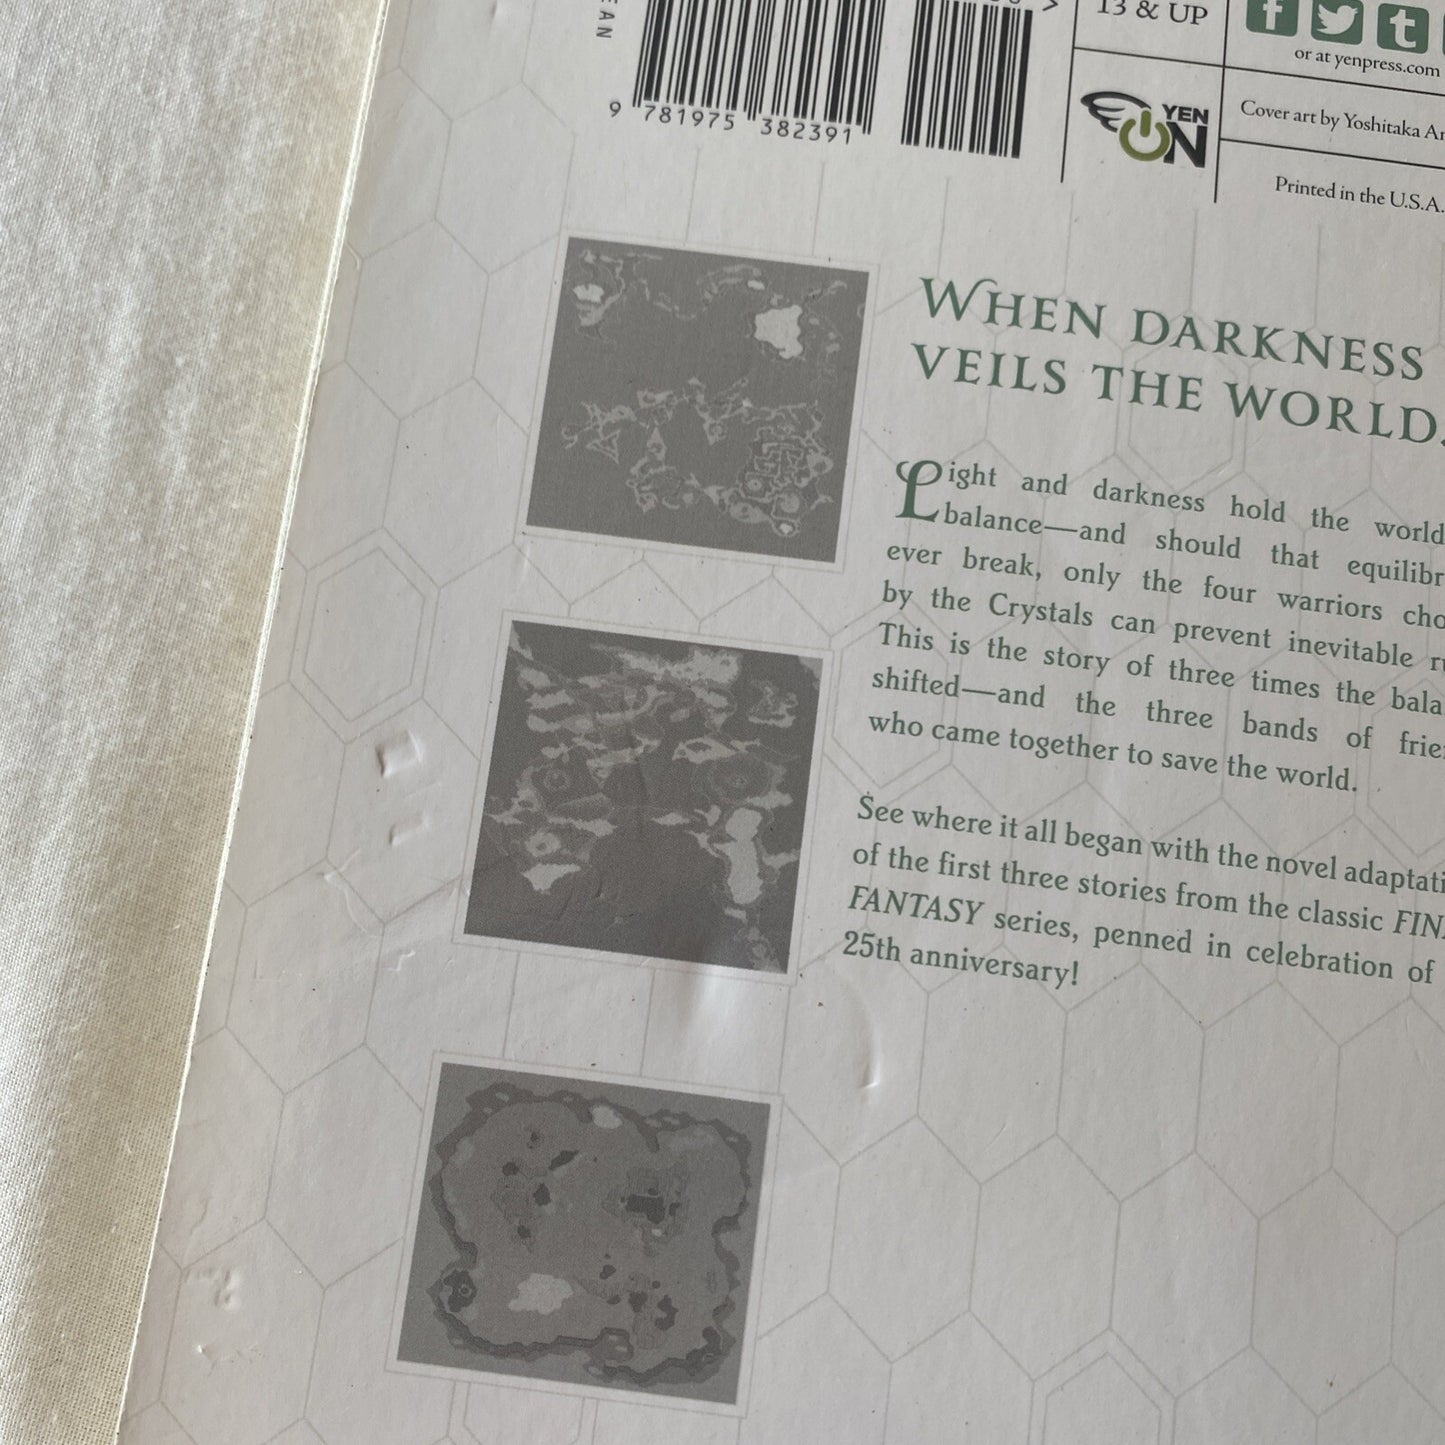 EAN
9 781975 382391
>
13 & UP
f t
or at yenpress.com
YEN
ON
Cover art by Yoshitaka
Printed in the U.S.A.
WHEN DARKNESS
VEILS THE WORLD
Light and darkness hold the world
balance—and should that
ever break, only the four warriors
by the Crystals can prevent inevitable
This is the story of three times the
shifted—and the three bands of
who came together to save the world.
See where it all began with the novel
of the first three stories from the classic
FANTASY series, penned in celebration of
25th anniversary!